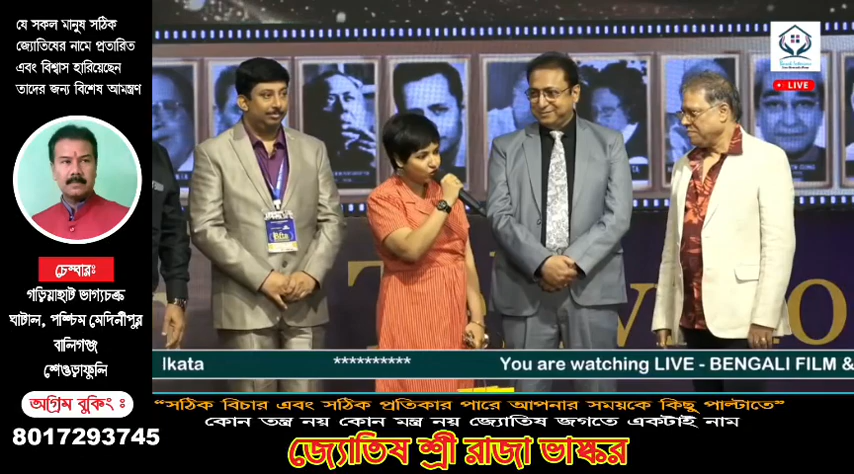 যে সকল মানুষ সঠিক
জ্যোতিষের নামে প্রতারিত
এবং বিশ্বাস হারিয়েছেন
তাদের জন্য বিশেষ আমন্ত্রণ
চেম্বারঃ
গড়িয়াহাট ভাগ্যচক্র
ঘাটাল, পশ্চিম মেদিনীপুর
বালিগঞ্জ
শেওড়াফুলি
অগ্রিম বুকিং ঃ
8017293745
LIVE
lkata ********** You are watching LIVE - BENGALI FILM &
“সঠিক বিচার এবং সঠিক প্রতিকার পারে আপনার সময়কে কিছু পাল্টাতে”
কোন তন্ত্র নয় কোন মন্ত্র নয় জ্যোতিষ জগতে একটাই নাম
জ্যোতিষ শ্রী রাজা ভাস্কর